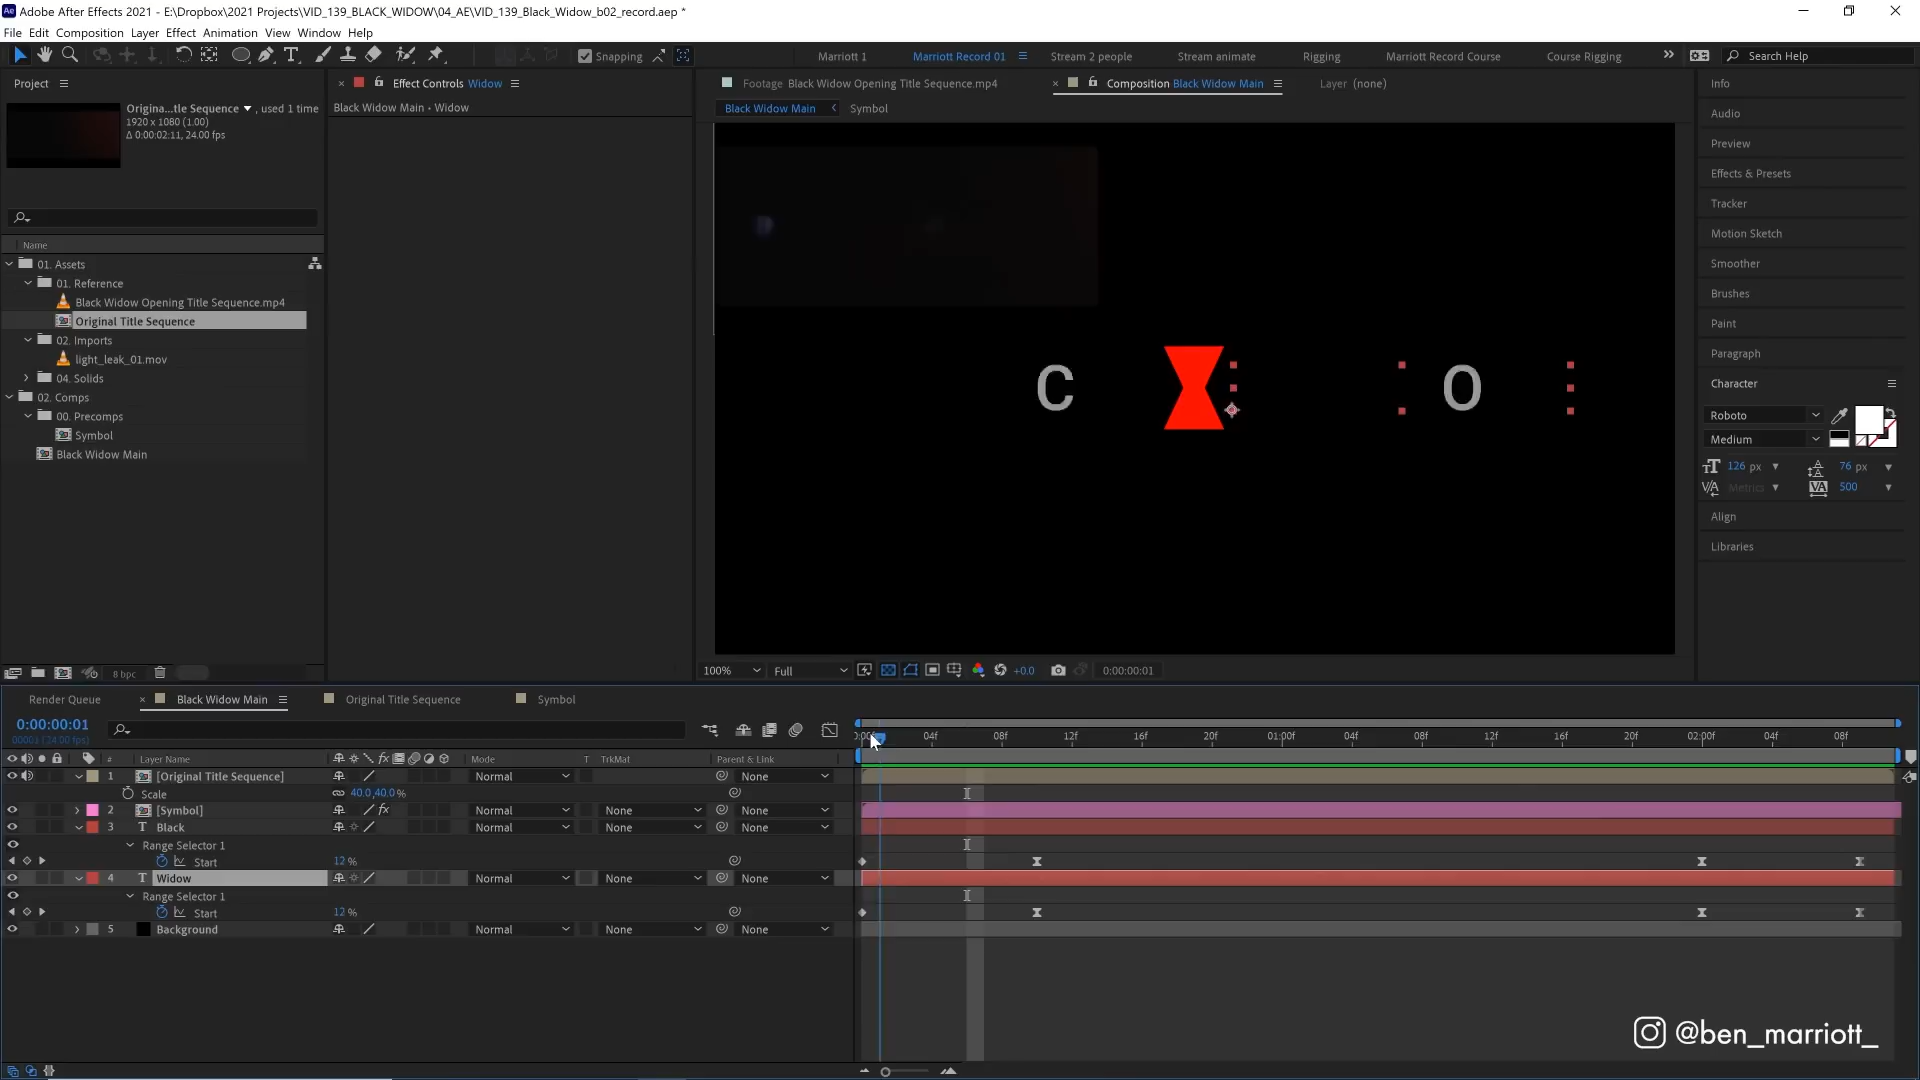 Adobe After Effects 2021 - E:\Dropbox\2021 Projects\VID_139_BLACK_WIDOW\04_AE\VID_139_Black_Widow_b02_record.aep *
File Edit Composition Layer Effect Animation View Window Help
Snapping
Marriott 1 Marriott Record 01 Stream 2 people Stream animate Rigging Marriott Record Course Course Rigging
Search Help
Project
Effect Controls Widow
Footage Black Widow Opening Title Sequence.mp4
Composition Black Widow Main
Layer (none)
Origina...tle Sequence , used 1 time
1920 x 1080 (1.00)
Δ 0:00:02:11, 24.00 fps
Black Widow Main • Widow
Black Widow Main
Symbol
Name
01. Assets
01. Reference
Black Widow Opening Title Sequence.mp4
Original Title Sequence
02. Imports
light_leak_01.mov
04. Solids
02. Comps
00. Precomps
Symbol
Black Widow Main
8 bpc
C O
100% Full +0.0 0:00:00:01
Info
Audio
Preview
Effects & Presets
Tracker
Motion Sketch
Smoother
Brushes
Paint
Paragraph
Character
Roboto
Medium
126 px 76 px
Metrics 500
Align
Libraries
Render Queue Black Widow Main Original Title Sequence Symbol
0:00:00:01
00001 (24.00 fps)
04f 08f 12f 16f 20f 01:00f 04f 08f 12f 16f 20f 02:00f 04f 08f
# Layer Name Mode T TrkMat Parent & Link
1 [Original Title Sequence] Normal None
Scale 40.0,40.0 %
2 [Symbol] Normal None None
3 T Black Normal None None
Range Selector 1
Start 12 %
4 T Widow Normal None None
Range Selector 1
Start 12 %
5 Background Normal None None
@ben_marriott_